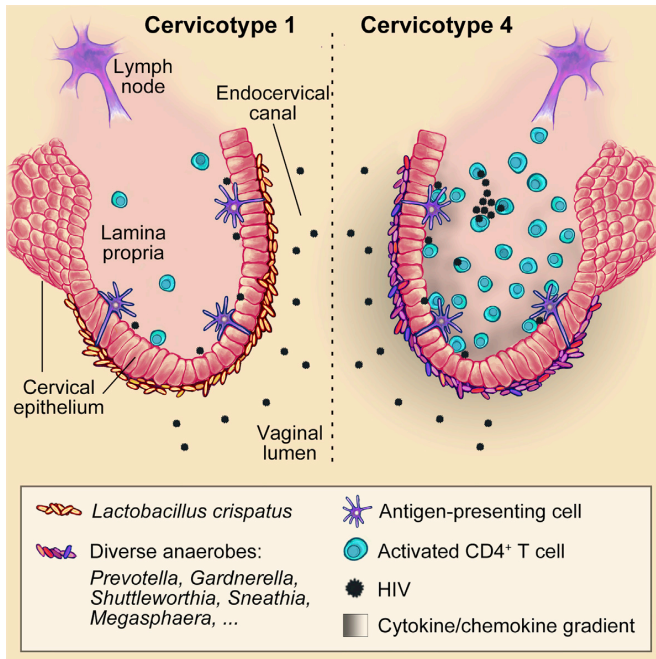 Cervicotype 1
Cervicotype 4
Lymph
node
Endocervical
canal
Lamina
propria
Cervical
epithelium
Vaginal
lumen
Lactobacillus crispatus
Diverse anaerobes:
Prevotella, Gardnerella,
Shuttleworthia, Sneathia,
Megasphaera, ...
Antigen-presenting cell
Activated CD4⁺ T cell
HIV
Cytokine/chemokine gradient